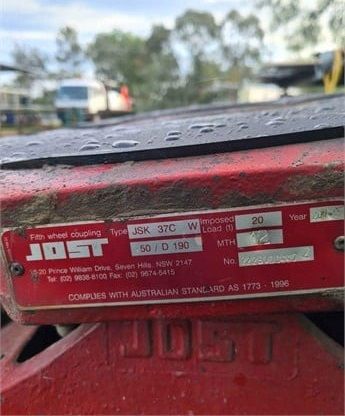 Fifth wheel coupling Type JSK 37C W Imposed Load (t) 20 Year
JOST 50 / D 190 MTH 12
No.
18-20 Prince William Drive, Seven Hills, NSW 2147
Tel: (02) 9838-8100 Fax: (02) 9674-5415
COMPLIES WITH AUSTRALIAN STANDARD AS 1773 - 1996
JOST